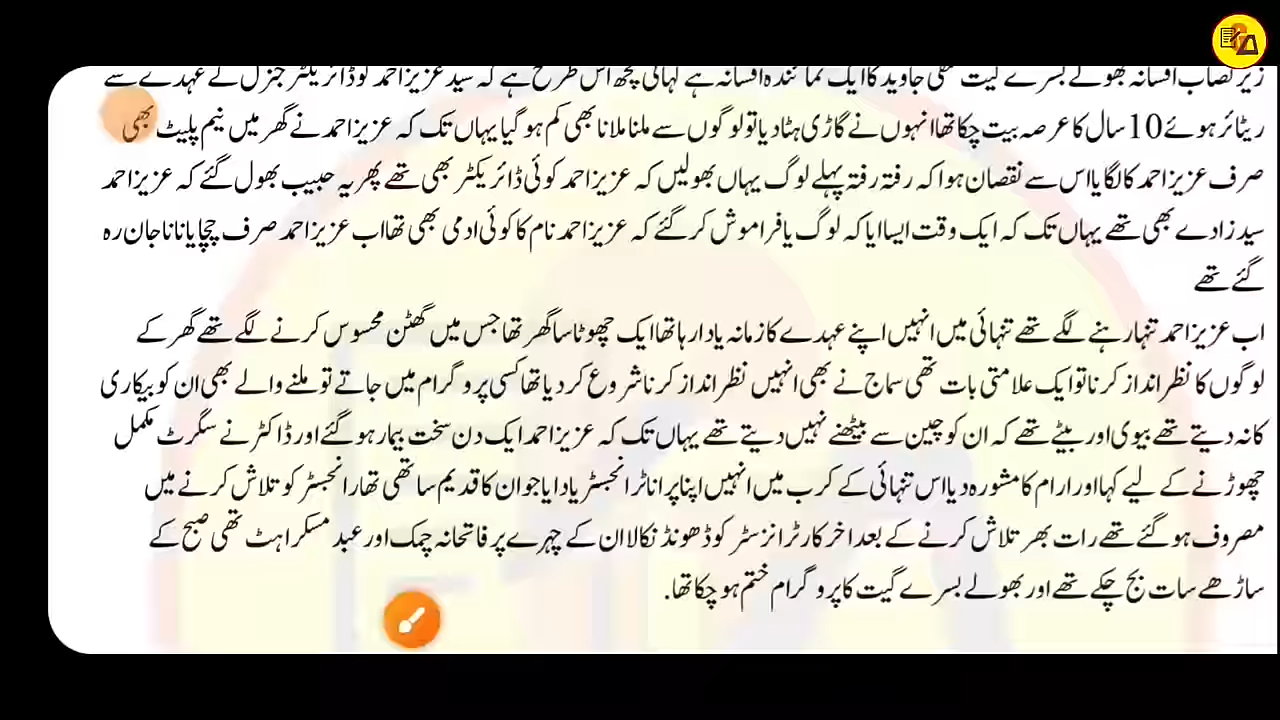 زیر نصاب افسانہ بھولے بسرے گیت جاوید کا ایک نمائندہ افسانہ ہے کہانی کچھ اس طرح ہے کہ سید عزیز احمد کو ڈائریکٹر جنرل کے عہدے سے
ریٹائر ہوئے 10 سال کا عرصہ بیت چکا تھا انہوں نے گاڑی ہٹا دیا تو لوگوں سے ملنا ملانا بھی کم ہو گیا یہاں تک کہ عزیز احمد نے گھر میں نیم پلیٹ بھی
صرف عزیز احمد کا لگایا اس سے نقصان ہوا کہ رفتہ رفتہ پہلے لوگ یہاں بھولیں کہ عزیز احمد کوئی ڈائریکٹر بھی تھے پھر یہ حبیب بھول گئے کہ عزیز احمد
سید زادے بھی تھے یہاں تک کہ ایک وقت ایسا ایا کہ لوگ یا فراموش کر گئے کہ عزیز احمد نام کا کوئی ادمی بھی تھا اب عزیز احمد صرف چچا یا نانا جان رہ
گئے تھے
اب عزیز احمد تنہا رہنے لگے تھے تنہائی میں انہیں اپنے عہدے کا زمانہ یاد ا رہا تھا ایک چھوٹا سا گھر تھا جس میں گھٹن محسوس کرنے لگے تھے گھر کے
لوگوں کا نظر انداز کرنا تو ایک علامتی بات تھی سماج نے بھی انہیں نظر انداز کرنا شروع کر دیا تھا کسی پروگرام میں جاتے تو ملنے والے بھی ان کو بیکاری
کا نہ دیتے تھے بیوی اور بیٹے تھے کہ ان کو چین سے بیٹھنے نہیں دیتے تھے یہاں تک کہ عزیز احمد ایک دن سخت بیمار ہو گئے اور ڈاکٹر نے سگرٹ مکمل
چھوڑنے کے لیے کہا اور ارام کا مشورہ دیا اس تنہائی کے کرب میں انہیں اپنا پرانا ٹرانجسٹر یاد ایا جو ان کا قدیم ساتھی تھا رانجسٹر کو تلاش کرنے میں
مصروف ہو گئے تھے رات بھر تلاش کرنے کے بعد اخر کار ٹرانزسٹر کو ڈھونڈ نکالا ان کے چہرے پر فاتحانہ چمک اور عبد مسکراہٹ تھی صبح کے
ساڑھے سات بج چکے تھے اور بھولے بسرے گیت کا پروگرام ختم ہو چکا تھا.